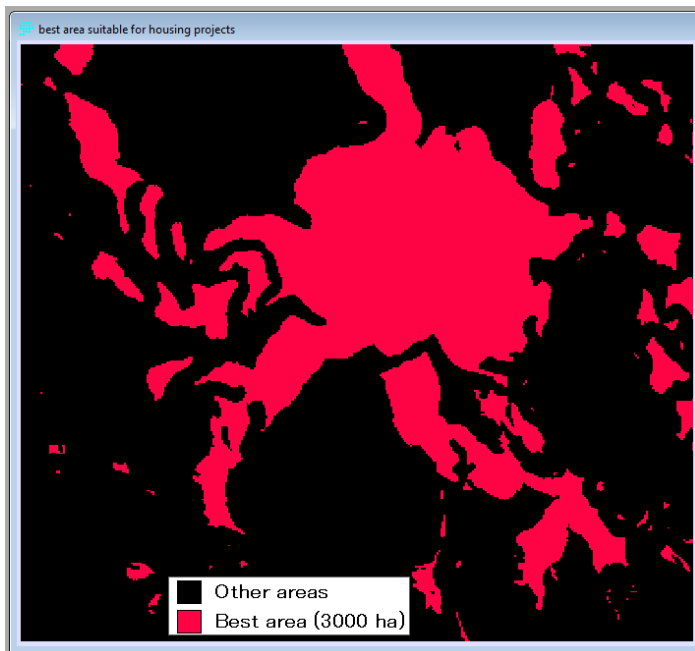 best area suitable for housing projects
Other areas
Best area (3000 ha)